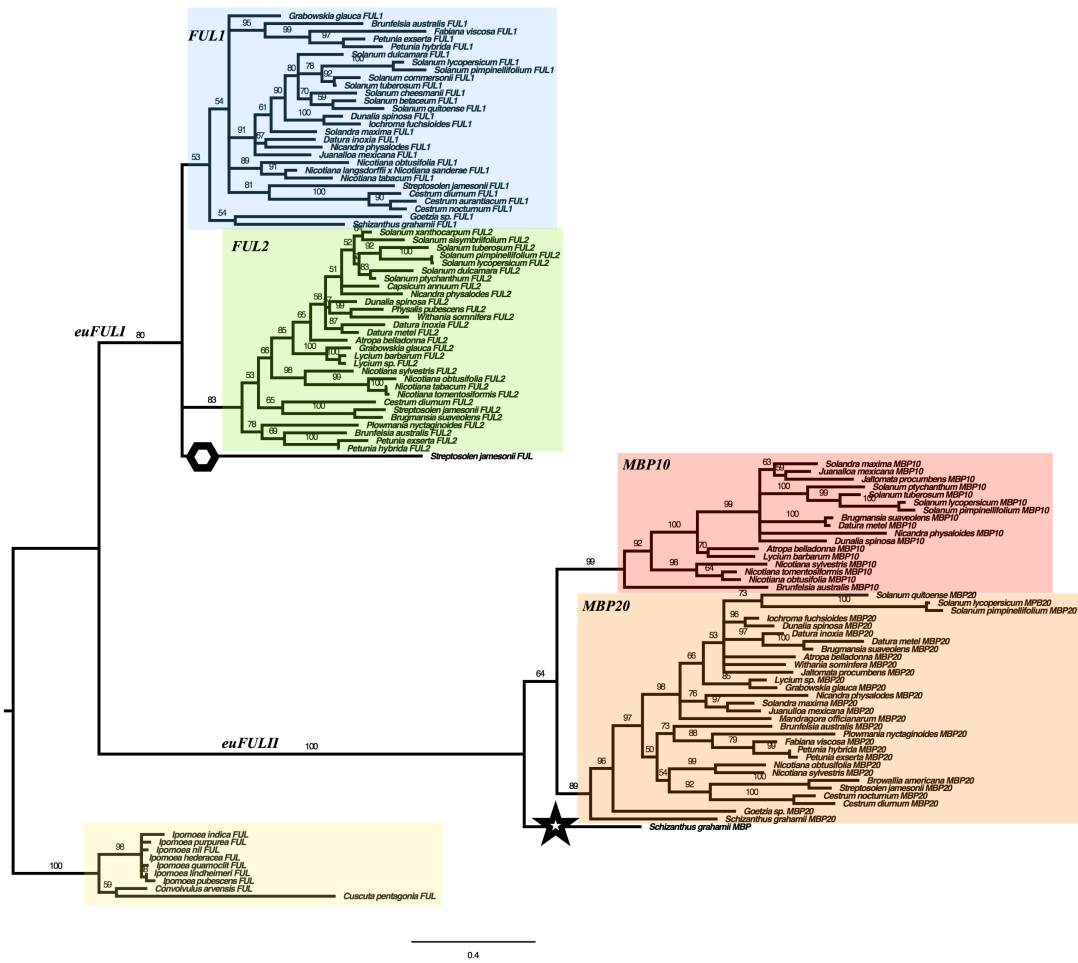 FUL1
Grabowskia glauca FUL1
Brunfelsia australis FUL1
Fabiana viscosa FUL1
Petunia exserta FUL1
Petunia hybrida FUL1
Solanum dulcamara FUL1
Solanum lycopersicum FUL1
Solanum pimpinellifolium FUL1
Solanum commersonii FUL1
Solanum tuberosum FUL1
Solanum cheesmanii FUL1
Solanum betaceum FUL1
Solanum quitoense FUL1
Dunalia spinosa FUL1
Iochroma fuchsioides FUL1
Solandra maxima FUL1
Datura inoxia FUL1
Nicandra physalodes FUL1
Juanalloa mexicana FUL1
Nicotiana obtusifolia FUL1
Nicotiana langsdorffii x Nicotiana sanderae FUL1
Nicotiana tabacum FUL1
Streptosolen jamesonii FUL1
Cestrum diurnum FUL1
Cestrum aurantiacum FUL1
Cestrum nocturnum FUL1
Goetzia sp. FUL1
Schizanthus grahamii FUL1
95
99
97
100
78
80
92
90
70
59
54
61
100
91
67
89
91
53
81
100
90
54
FUL2
Solanum xanthocarpum FUL2
Solanum sisymbriifolium FUL2
Solanum tuberosum FUL2
Solanum pimpinellifolium FUL2
Solanum lycopersicum FUL2
Solanum dulcamara FUL2
Solanum ptychanthum FUL2
Capsicum annuum FUL2
Nicandra physalodes FUL2
Dunalia spinosa FUL2
Physalis pubescens FUL2
Withania somnifera FUL2
Datura inoxia FUL2
Datura metel FUL2
Atropa belladonna FUL2
Grabowskia glauca FUL2
Lycium barbarum FUL2
Lycium sp. FUL2
Nicotiana sylvestris FUL2
Nicotiana obtusifolia FUL2
Nicotiana tabacum FUL2
Nicotiana tomentosiformis FUL2
Cestrum diurnum FUL2
Streptosolen jamesonii FUL2
Brugmansia suaveolens FUL2
Plowmania nyctaginoides FUL2
Brunfelsia australis FUL2
Petunia exserta FUL2
Petunia hybrida FUL2
52
92
100
83
51
58
99
65
87
85
100
100
66
98
99
100
53
83
65
100
78
69
100
euFULI
80
Streptosolen jamesonii FUL
MBP10
Solandra maxima MBP10
Juanalloa mexicana MBP10
Jaltomata procumbens MBP10
Solanum ptychanthum MBP10
Solanum tuberosum MBP10
Solanum lycopersicum MBP10
Solanum pimpinellifolium MBP10
Brugmansia suaveolens MBP10
Datura metel MBP10
Nicandra physaloides MBP10
Dunalia spinosa MBP10
Atropa belladonna MBP10
Lycium barbarum MBP10
Nicotiana sylvestris MBP10
Nicotiana tomentosiformis MBP10
Nicotiana obtusifolia MBP10
Brunfelsia australis MBP10
63
59
100
99
100
99
100
100
92
70
98
64
99
MBP20
Solanum quitoense MBP20
Solanum lycopersicum MPB20
Solanum pimpinellifolium MBP20
Iochroma fuchsioides MBP20
Dunalia spinosa MBP20
Datura inoxia MBP20
Datura metel MBP20
Brugmansia suaveolens MBP20
Atropa belladonna MBP20
Withania sominfera MBP20
Jaltomata procumbens MBP20
Lycium sp. MBP20
Grabowskia glauca MBP20
Nicandra physalodes MBP20
Solandra maxima MBP20
Juanulloa mexicana MBP20
Mandragora officianarum MBP20
Brunfelsia australis MBP20
Plowmania nyctaginoides MBP20
Fabiana viscosa MBP20
Petunia hybrida MBP20
Petunia exserta MBP20
Nicotiana obtusifolia MBP20
Nicotiana sylvestris MBP20
Browallia americana MBP20
Streptosolen jamesonii MBP20
Cestrum nocturnum MBP20
Cestrum diurnum MBP20
Goetzia sp. MBP20
Schizanthus grahamii MBP20
73
100
96
97
100
53
66
85
98
76
97
97
73
88
79
99
50
99
100
54
92
100
96
89
64
Schizanthus grahamii MBP
euFULII
100
Ipomoea indica FUL
Ipomoea purpurea FUL
Ipomoea nil FUL
Ipomoea hederacea FUL
Ipomoea quamoclit FUL
Ipomoea lindheimeri FUL
Ipomoea pubescens FUL
Convolvulus arvensis FUL
Cuscuta pentagonia FUL
98
100
59
0.4